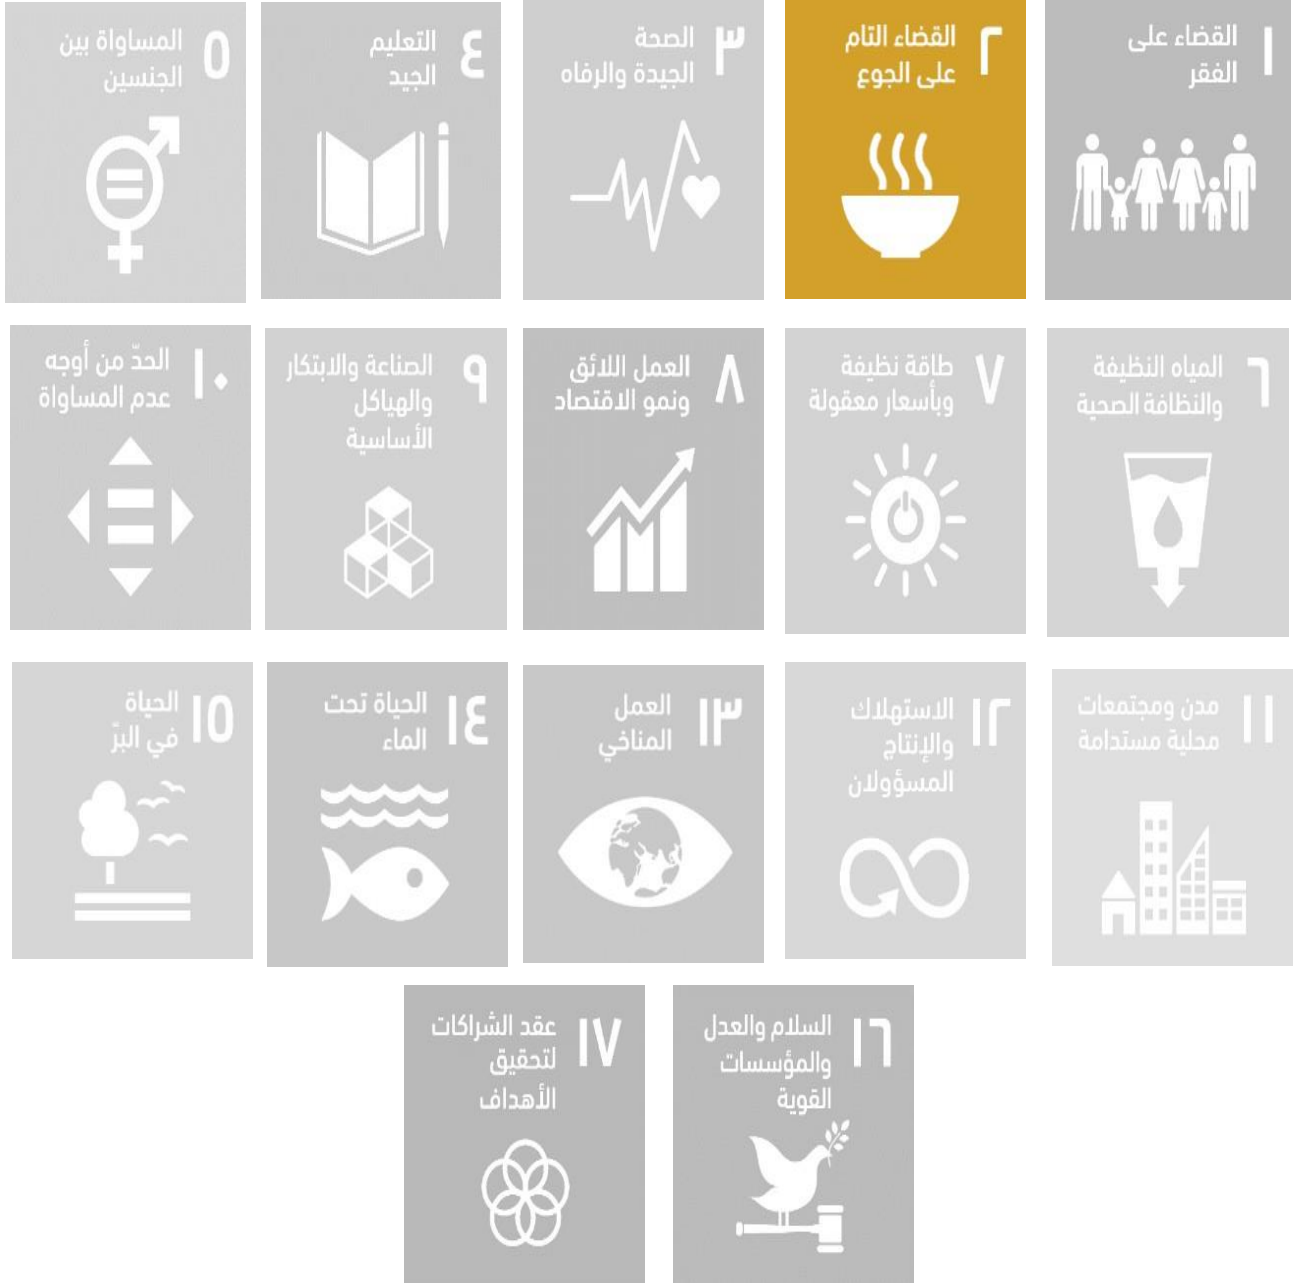 ١
القضاء على
الفقر
٢
القضاء التام
على الجوع
٣
الصحة
الجيدة والرفاه
٤
التعليم
الجيد
٥
المساواة بين
الجنسين
٦
المياه النظيفة
والنظافة الصحية
٧
طاقة نظيفة
وبأسعار معقولة
٨
العمل اللائق
ونمو الاقتصاد
٩
الصناعة والابتكار
والهياكل
الأساسية
١٠
الحدّ من أوجه
عدم المساواة
١١
مدن ومجتمعات
محلية مستدامة
١٢
الاستهلاك
والإنتاج
المسؤولان
١٣
العمل
المناخي
١٤
الحياة تحت
الماء
١٥
الحياة
في البرّ
١٦
السلام والعدل
والمؤسسات
القوية
١٧
عقد الشراكات
لتحقيق
الأهداف